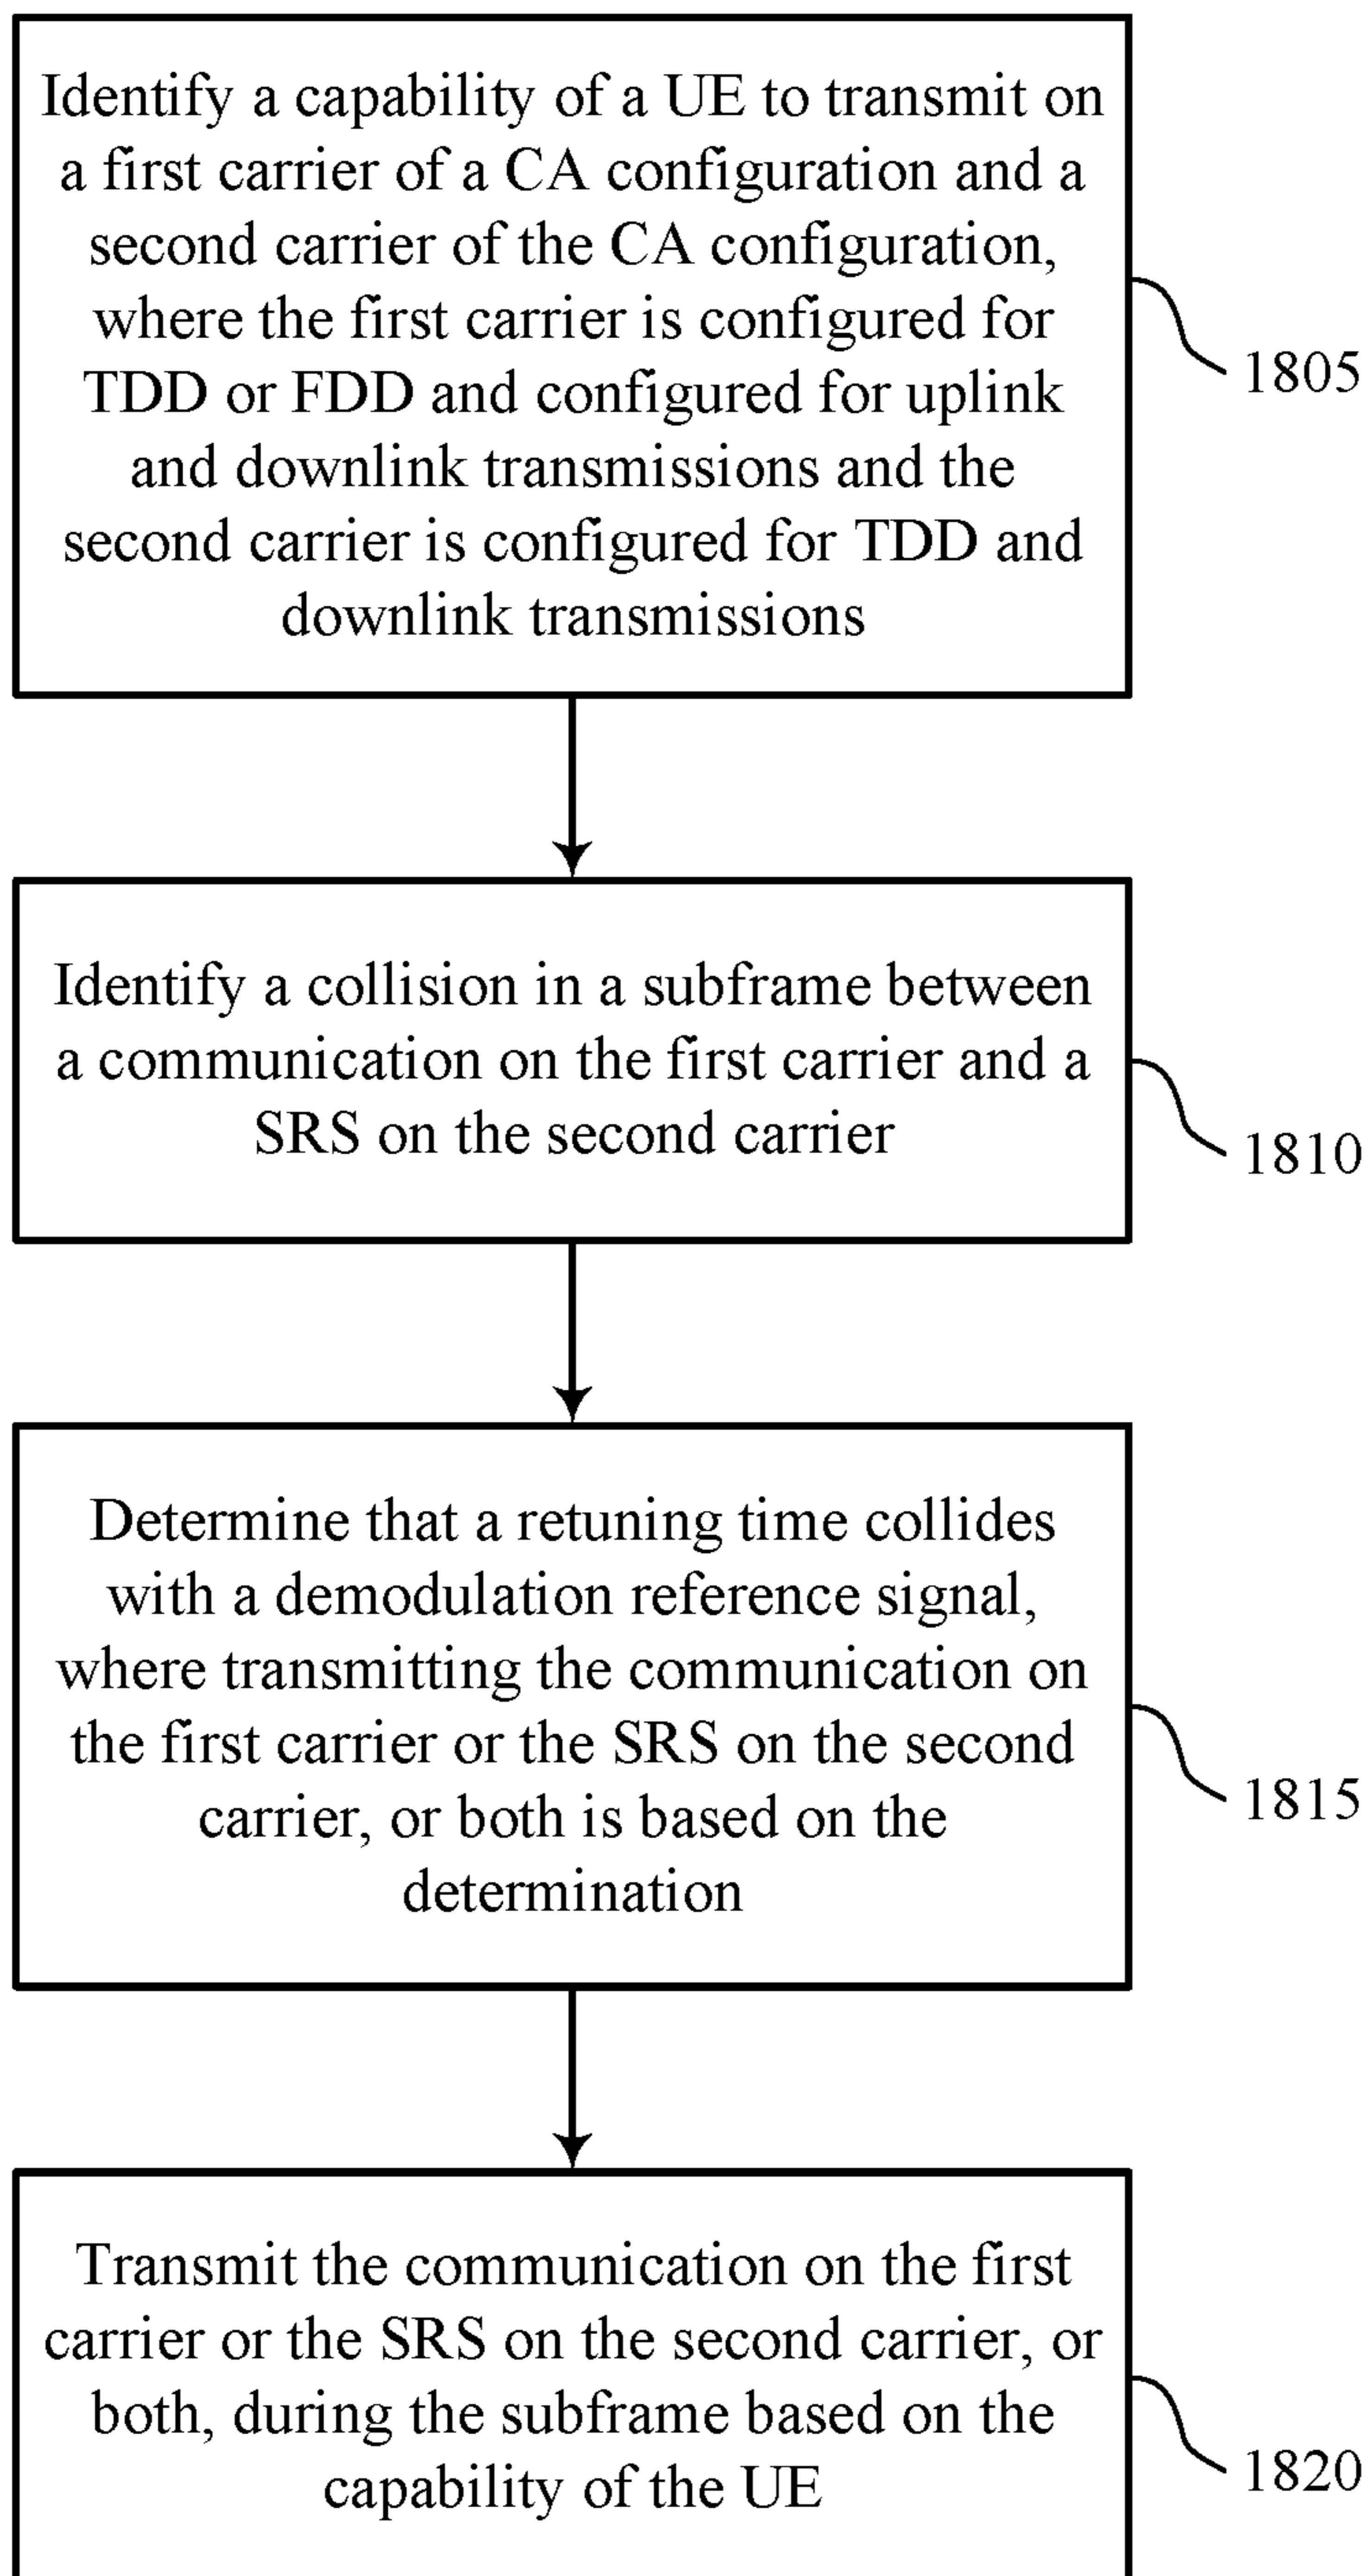 Identify a capability of a UE to transmit on
a first carrier of a CA configuration and a
second carrier of the CA configuration,
where the first carrier is configured for
TDD or FDD and configured for uplink
and downlink transmissions and the
second carrier is configured for TDD and
downlink transmissions
1805
Identify a collision in a subframe between
a communication on the first carrier and a
SRS on the second carrier
1810
Determine that a retuning time collides
with a demodulation reference signal,
where transmitting the communication on
the first carrier or the SRS on the second
carrier, or both is based on the
determination
1815
Transmit the communication on the first
carrier or the SRS on the second carrier, or
both, during the subframe based on the
capability of the UE
1820